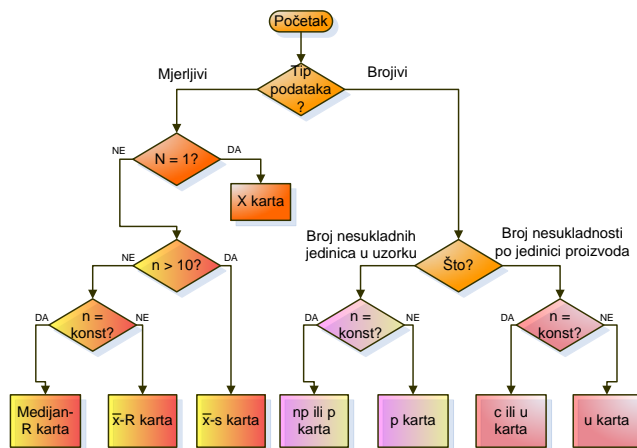 Početak
Tip
podataka
?
Mjerljivi
Brojivi
NE
N = 1?
DA
X karta
Broj nesukladnih
jedinica u uzorku
Broj nesukladnosti
po jedinici proizvoda
NE
n > 10?
DA
Što?
DA
n =
konst?
NE
DA
n =
konst?
NE
DA
n =
konst?
NE
Medijan-
R karta
x̅-R karta
x̅-s karta
np ili p
karta
p karta
c ili u
karta
u karta